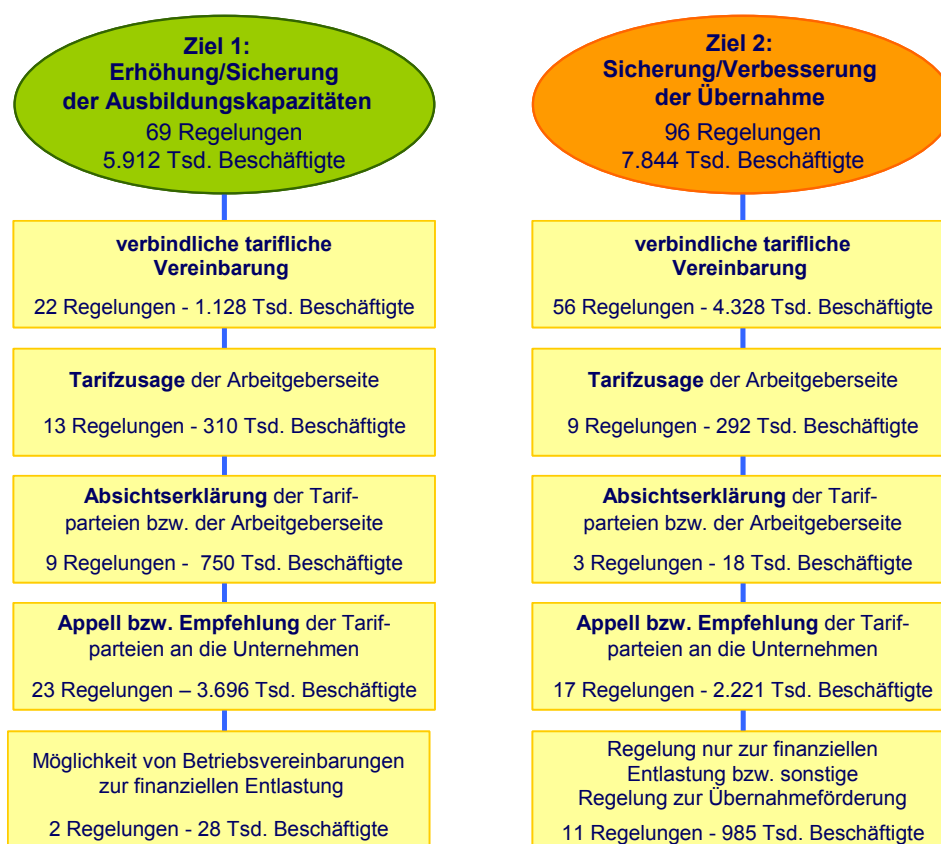 Ziel 1:
Erhöhung/Sicherung
der Ausbildungskapazitäten
69 Regelungen
5.912 Tsd. Beschäftigte
verbindliche tarifliche
Vereinbarung
22 Regelungen - 1.128 Tsd. Beschäftigte
Tarifzusage der Arbeitgeberseite
13 Regelungen - 310 Tsd. Beschäftigte
Absichtserklärung der Tarif-
parteien bzw. der Arbeitgeberseite
9 Regelungen - 750 Tsd. Beschäftigte
Appell bzw. Empfehlung der Tarif-
parteien an die Unternehmen
23 Regelungen – 3.696 Tsd. Beschäftigte
Möglichkeit von Betriebsvereinbarungen
zur finanziellen Entlastung
2 Regelungen - 28 Tsd. Beschäftigte
Ziel 2:
Sicherung/Verbesserung
der Übernahme
96 Regelungen
7.844 Tsd. Beschäftigte
verbindliche tarifliche
Vereinbarung
56 Regelungen - 4.328 Tsd. Beschäftigte
Tarifzusage der Arbeitgeberseite
9 Regelungen - 292 Tsd. Beschäftigte
Absichtserklärung der Tarif-
parteien bzw. der Arbeitgeberseite
3 Regelungen - 18 Tsd. Beschäftigte
Appell bzw. Empfehlung der Tarif-
parteien an die Unternehmen
17 Regelungen - 2.221 Tsd. Beschäftigte
Regelung nur zur finanziellen
Entlastung bzw. sonstige
Regelung zur Übernahmeförderung
11 Regelungen - 985 Tsd. Beschäftigte